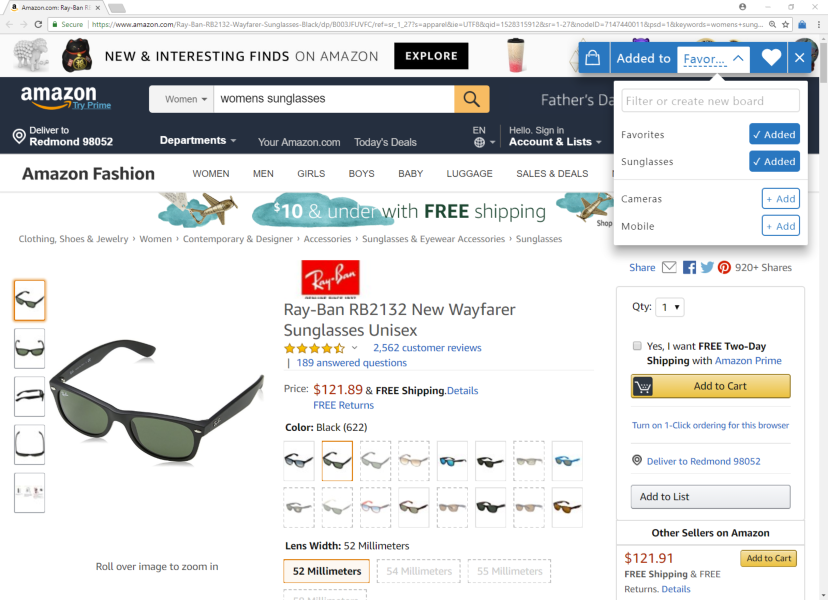 Amazon.com: Ray-Ban RB
Secure
https://www.amazon.com/Ray-Ban-RB2132-Wayfarer-Sunglasses-Black/dp/B003JFUVFC/ref=sr_1_27?s=apparel&ie=UTF8&qid=1528315912&sr=1-27&nodeID=7147440011&psd=1&keywords=womens+sung...
NEW & INTERESTING FINDS ON AMAZON
EXPLORE
Added to
Favor...
amazon
Try Prime
Women
womens sunglasses
Father's Da
Filter or create new board
Favorites
✓ Added
Sunglasses
✓ Added
Cameras
+ Add
Mobile
+ Add
Deliver to
Redmond 98052
Departments
Your Amazon.com
Today's Deals
EN
Hello. Sign in
Account & Lists
Amazon Fashion
WOMEN
MEN
GIRLS
BOYS
BABY
LUGGAGE
SALES & DEALS
$10 & under with FREE shipping
Shop
Clothing, Shoes & Jewelry › Women › Contemporary & Designer › Accessories › Sunglasses & Eyewear Accessories › Sunglasses
Share
920+ Shares
Ray-Ban
GENUINE SINCE 1937
Ray-Ban RB2132 New Wayfarer
Sunglasses Unisex
2,562 customer reviews
| 189 answered questions
Price: $121.89 & FREE Shipping. Details
FREE Returns
Color: Black (622)
Lens Width: 52 Millimeters
52 Millimeters
54 Millimeters
55 Millimeters
58 Millimeters
Roll over image to zoom in
Qty: 1
Yes, I want FREE Two-Day
Shipping with Amazon Prime
Add to Cart
Turn on 1-Click ordering for this browser
Deliver to Redmond 98052
Add to List
Other Sellers on Amazon
$121.91
Add to Cart
FREE Shipping & FREE
Returns. Details